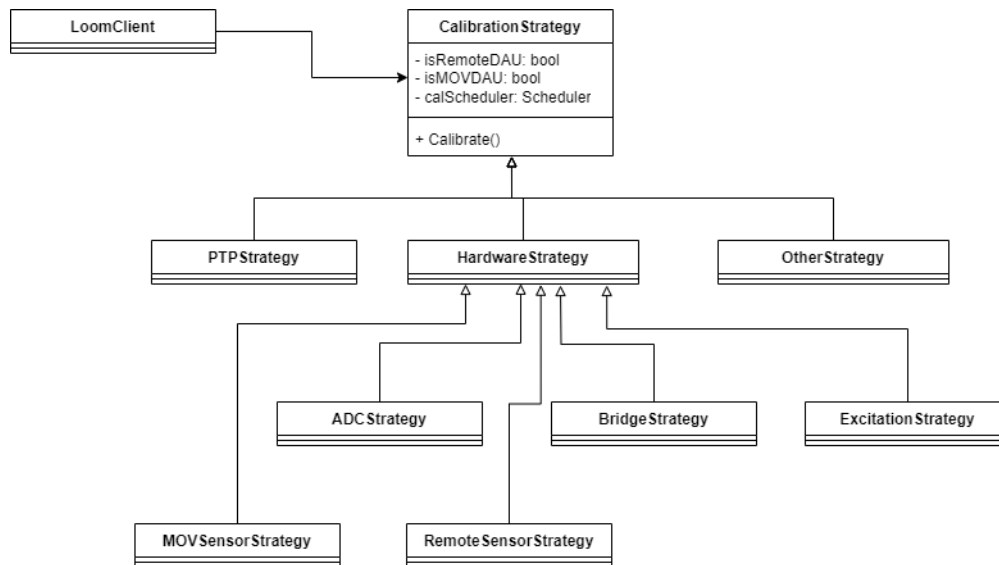 LoomClient
CalibrationStrategy
- isRemoteDAU: bool
- isMOVDAU: bool
- calScheduler: Scheduler
+ Calibrate()
PTPStrategy
HardwareStrategy
OtherStrategy
ADCStrategy
BridgeStrategy
ExcitationStrategy
MOVSensorStrategy
RemoteSensorStrategy